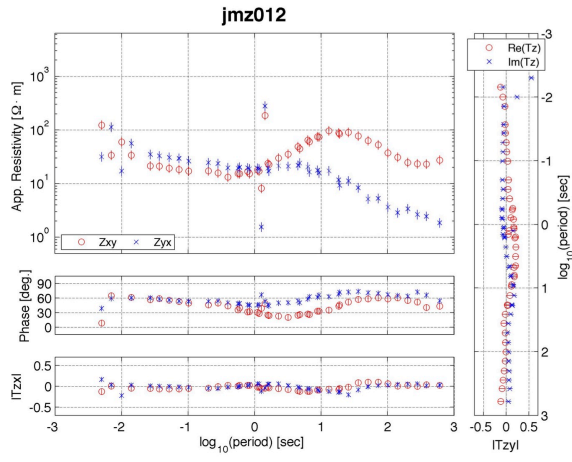 jmz012
App. Resistivity [Ω · m]
10³
10²
10¹
10⁰
Zxy Zyx
Phase [deg.]
90
60
30
0
|Tzx|
0.5
0
-0.5
-3 -2 -1 0 1 2 3
log₁₀(period) [sec]
Re(Tz)
Im(Tz)
-3
-2
-1
0
1
2
3
log₁₀(period) [sec]
-0.5 0 0.5
|Tzy|